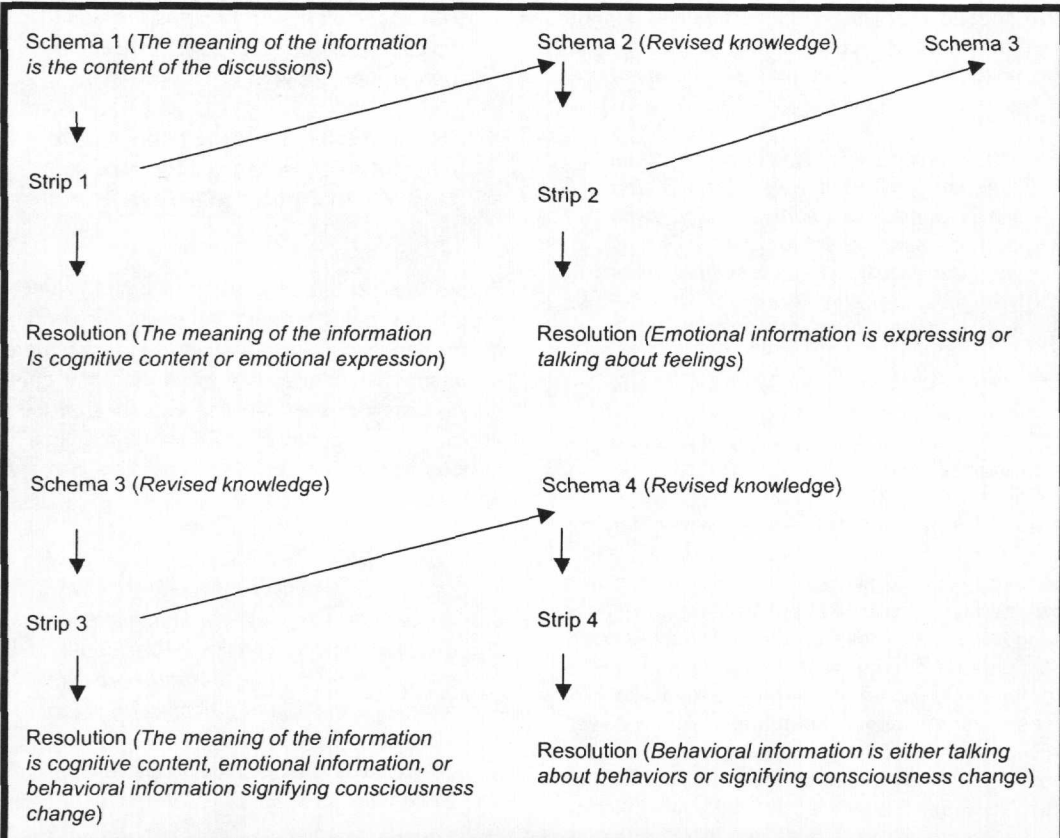 Schema 1 (The meaning of the information
is the content of the discussions)
Schema 2 (Revised knowledge)
Schema 3
Strip 1
Strip 2
Resolution (The meaning of the information
Is cognitive content or emotional expression)
Resolution (Emotional information is expressing or
talking about feelings)
Schema 3 (Revised knowledge)
Schema 4 (Revised knowledge)
Strip 3
Strip 4
Resolution (The meaning of the information
is cognitive content, emotional information, or
behavioral information signifying consciousness
change)
Resolution (Behavioral information is either talking
about behaviors or signifying consciousness change)